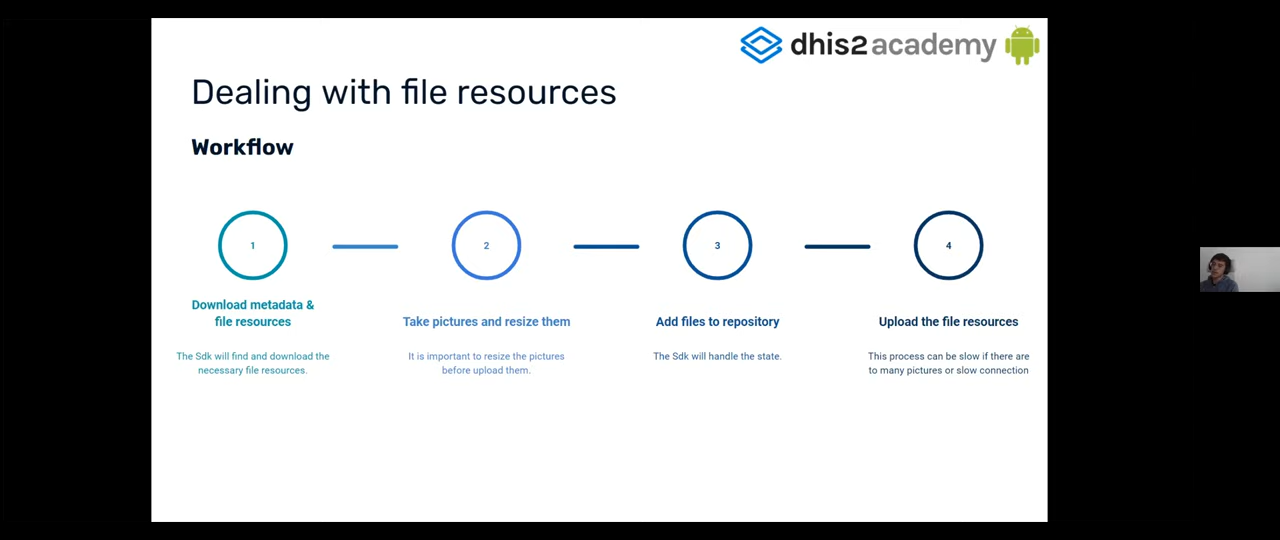 dhis2 academy
Dealing with file resources
Workflow
1
2
3
4
Download metadata &
file resources
Take pictures and resize them
Add files to repository
Upload the file resources
The Sdk will find and download the
necessary file resources.
It is important to resize the pictures
before upload them.
The Sdk will handle the state.
This process can be slow if there are
to many pictures or slow connection